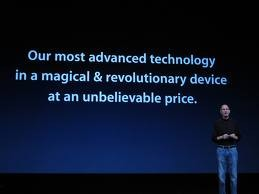 Our most advanced technology
in a magical & revolutionary device
at an unbelievable price.